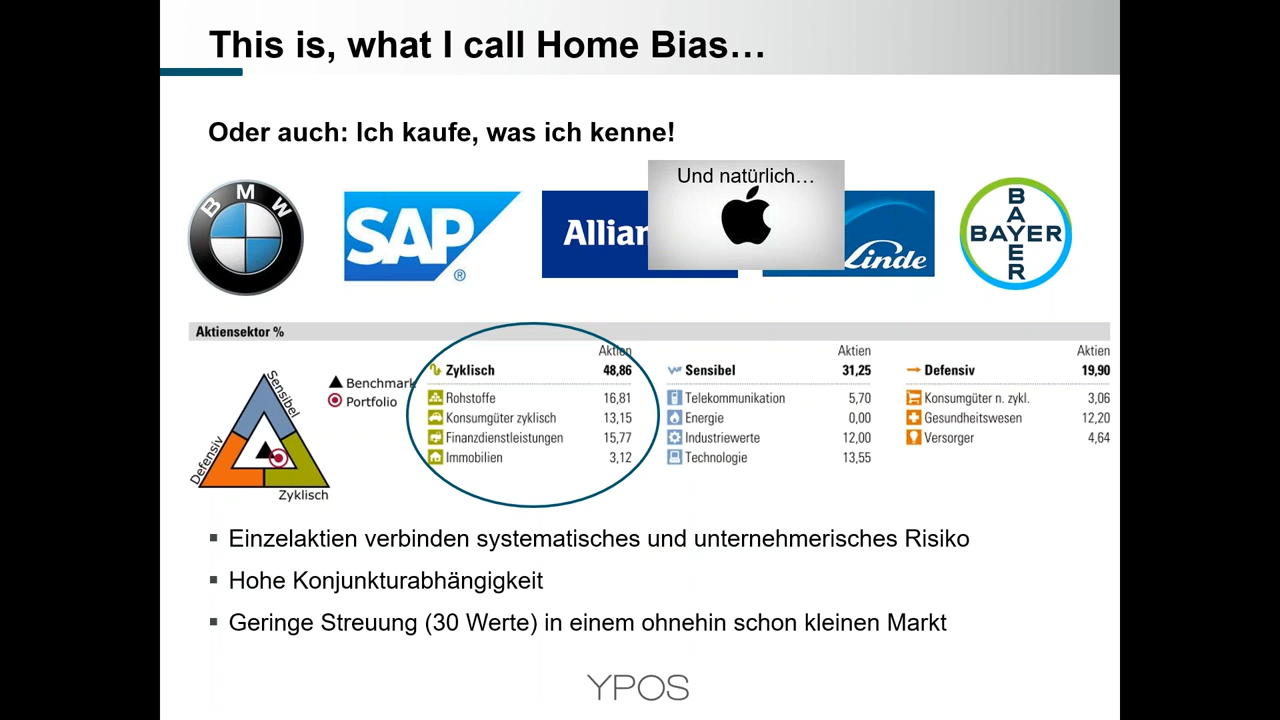 This is, what I call Home Bias…
Oder auch: Ich kaufe, was ich kenne!
BMW
SAP
®
Allian
Und natürlich…
Linde
BAYER
BAYER
Aktiensektor %
Sensibel
Defensiv
Zyklisch
Benchmark
Portfolio
Aktien
Zyklisch 48,86
Rohstoffe 16,81
Konsumgüter zyklisch 13,15
Finanzdienstleistungen 15,77
Immobilien 3,12
Aktien
Sensibel 31,25
Telekommunikation 5,70
Energie 0,00
Industriewerte 12,00
Technologie 13,55
Aktien
Defensiv 19,90
Konsumgüter n. zykl. 3,06
Gesundheitswesen 12,20
Versorger 4,64
▪ Einzelaktien verbinden systematisches und unternehmerisches Risiko
▪ Hohe Konjunkturabhängigkeit
▪ Geringe Streuung (30 Werte) in einem ohnehin schon kleinen Markt
YPOS